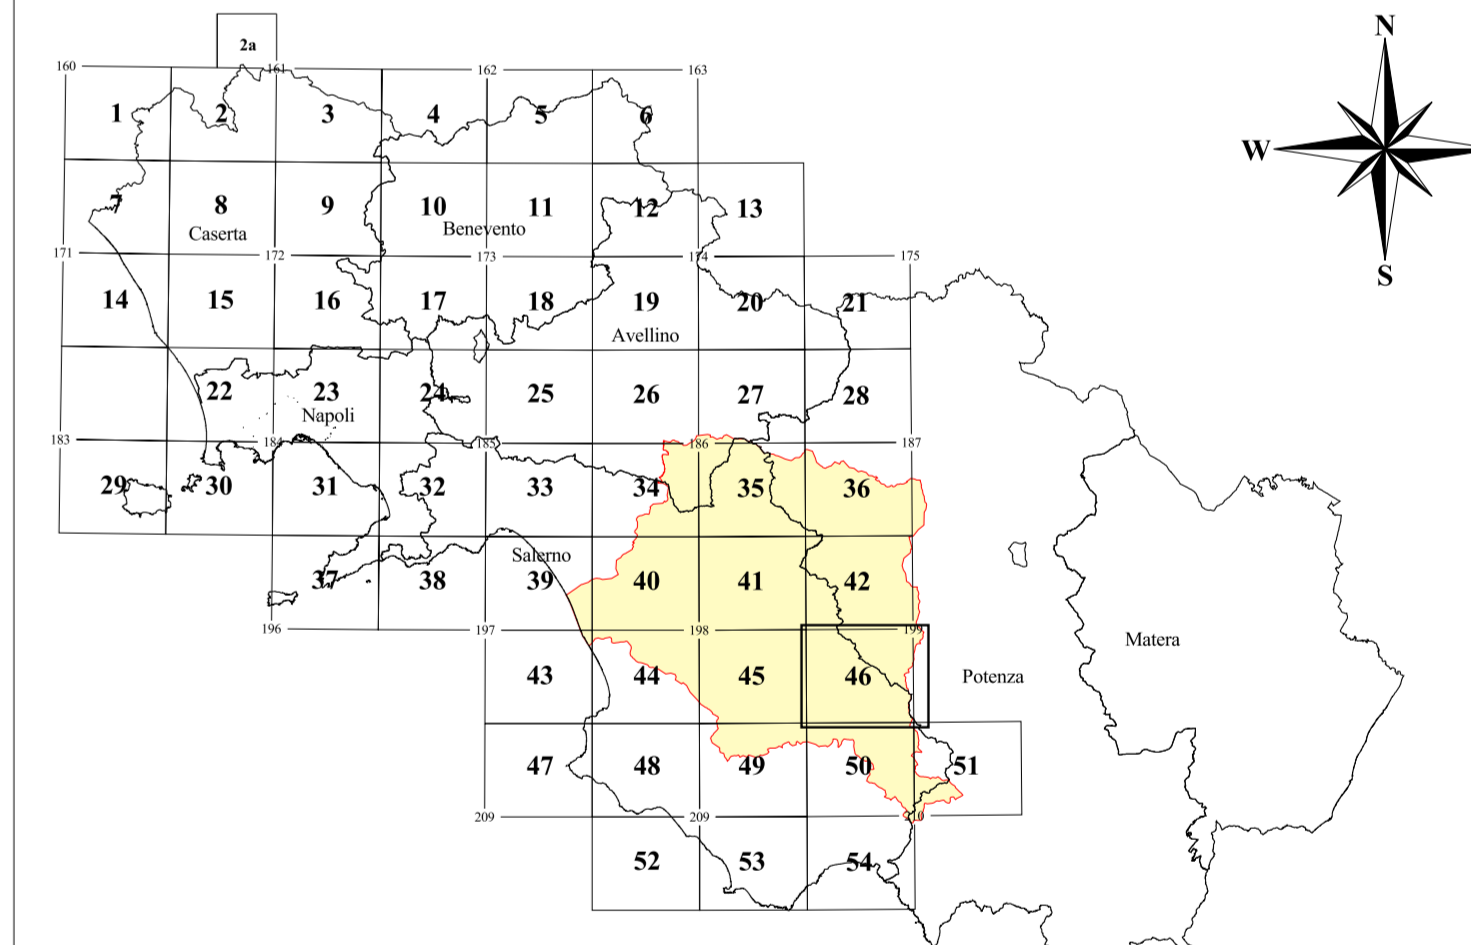 N
2a
160 161 162 163
1 2 3 4 5 6
W
7 8 9 10 11 12 13
Caserta Benevento
171 172 173 174 175
S
14 15 16 17 18 19 20 21
Avellino
22 23 24 25 26 27 28
Napoli
183 184 185 186 187
29 30 31 32 33 34 35 36
Salerno
37 38 39 40 41 42
196 197 198 199
Matera
43 44 45 46 Potenza
47 48 49 50 51
209 209 210
52 53 54